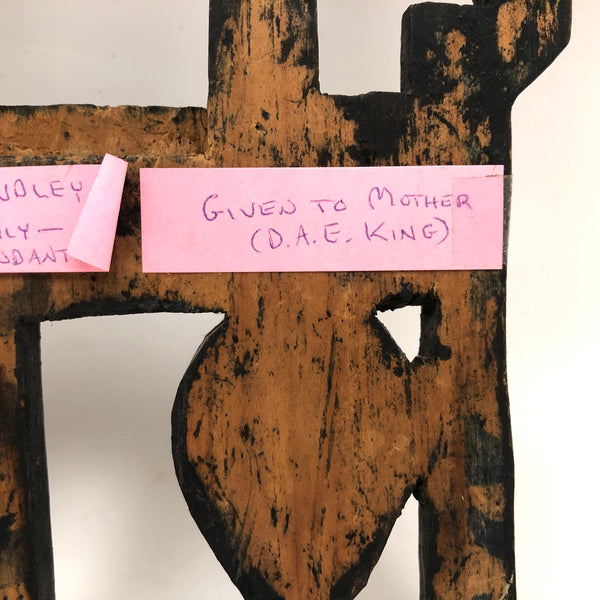 NDLEY
ILY—
NDANT
GIVEN TO MOTHER
(D.A.E. KING)